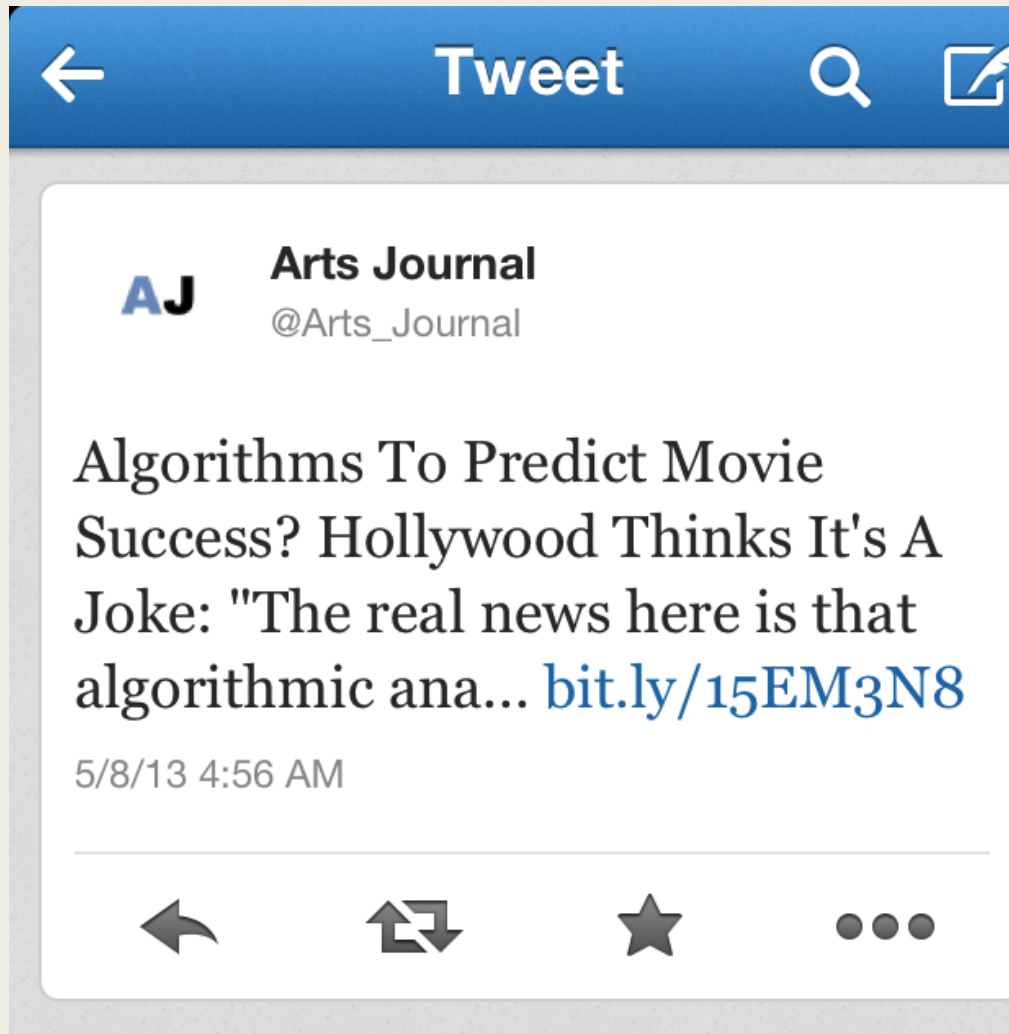 Tweet
AJ
Arts Journal
@Arts_Journal
Algorithms To Predict Movie
Success? Hollywood Thinks It's A
Joke: "The real news here is that
algorithmic ana... bit.ly/15EM3N8
5/8/13 4:56 AM